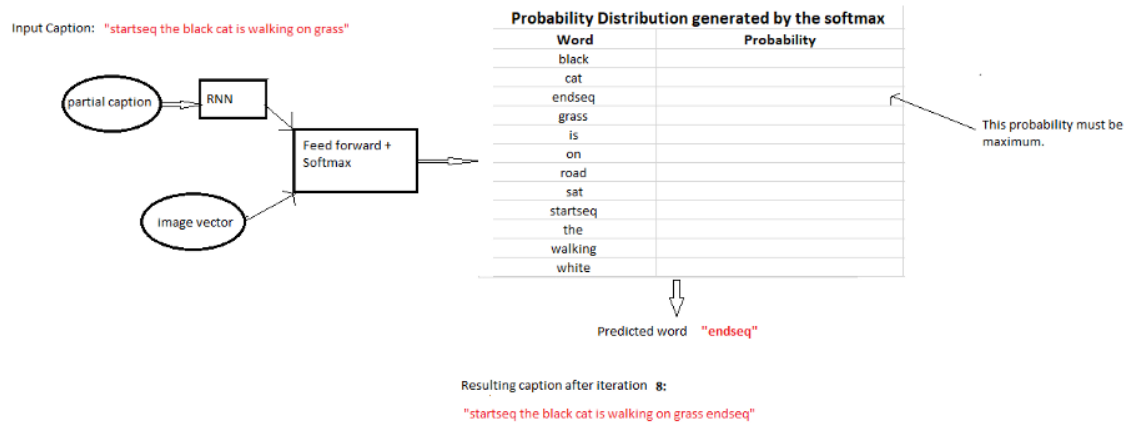 Input Caption: "startseq the black cat is walking on grass"
partial caption
RNN
Feed forward +
Softmax
image vector
Probability Distribution generated by the softmax
Word Probability
black
cat
endseq
grass
is
on
road
sat
startseq
the
walking
white
This probability must be
maximum.
Predicted word "endseq"
Resulting caption after iteration 8:
"startseq the black cat is walking on grass endseq"